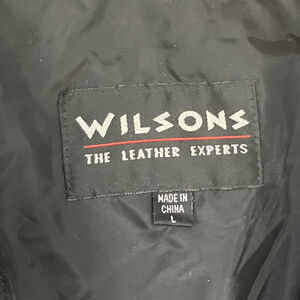 WILSONS
THE LEATHER EXPERTS
MADE IN
CHINA
L